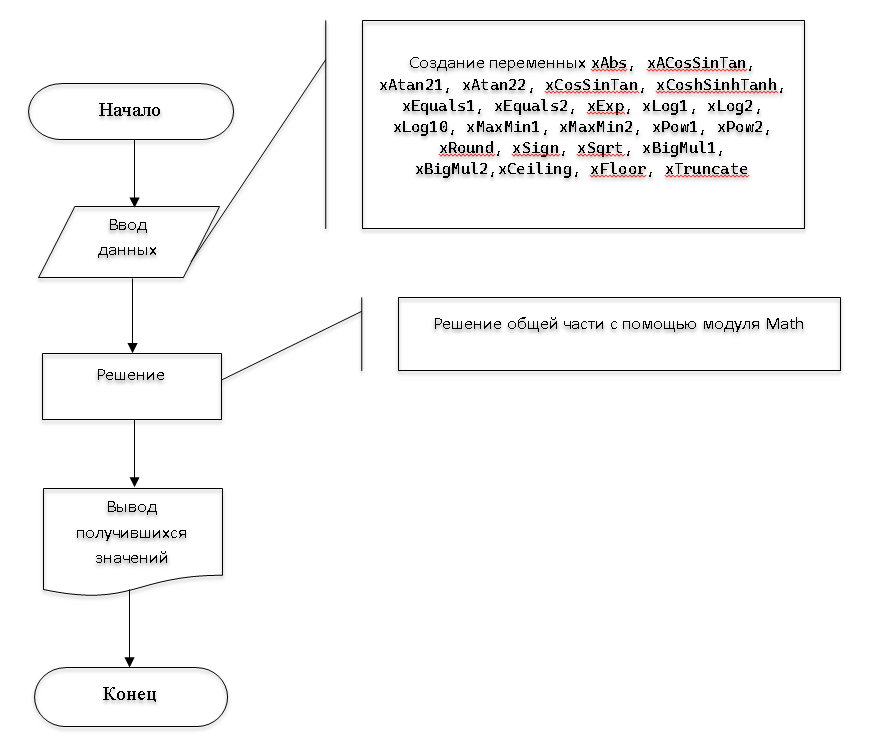 Начало
Ввод
данных
Создание переменных xAbs, xACosSinTan,
xAtan21, xAtan22, xCosSinTan, xCoshSinhTanh,
xEquals1, xEquals2, xExp, xLog1, xLog2,
xLog10, xMaxMin1, xMaxMin2, xPow1, xPow2,
xRound, xSign, xSqrt, xBigMul1,
xBigMul2,xCeiling, xFloor, xTruncate
Решение
Решение общей части с помощью модуля Math
Вывод
получившихся
значений
Конец